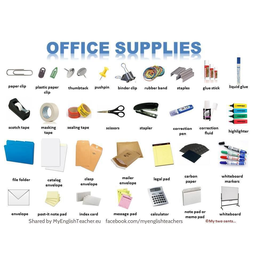 OFFICE SUPPLIES
paper clip plastic clip thumbtack pushpin binder clip rubber band staples glue stick liquid glue
scotch tape masking tape sealing tape scissors stapler correction pen correction fluid highlighter
file folder catalog envelope clasp envelope mailer envelope legal pad carbon paper whiteboard markers
envelope post-it note pad index card message pad calculator note pad or memo pad whiteboard
Shared by MyEnglishTeacher.eu facebook.com/myenglishteachers